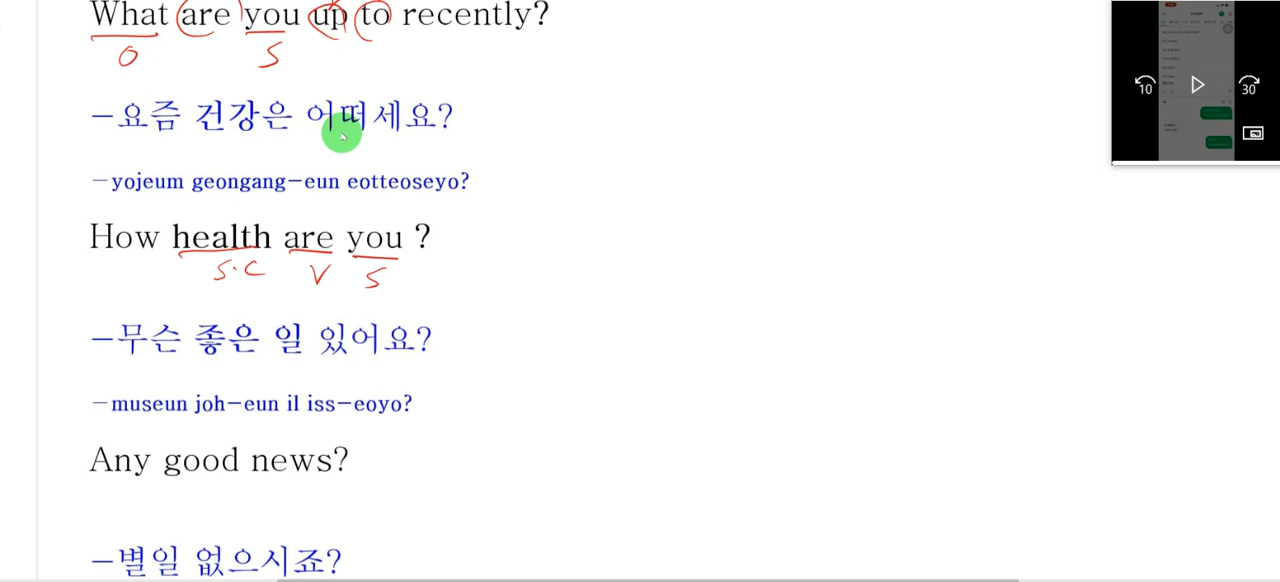 What are you up to recently?
O S
–요즘 건강은 어떠세요?
–yojeum geongang–eun eotteoseyo?
How health are you ?
S·C V S
–무슨 좋은 일 있어요?
–museun joh–eun il iss–eoyo?
Any good news?
–별일 없으시죠?
10
30